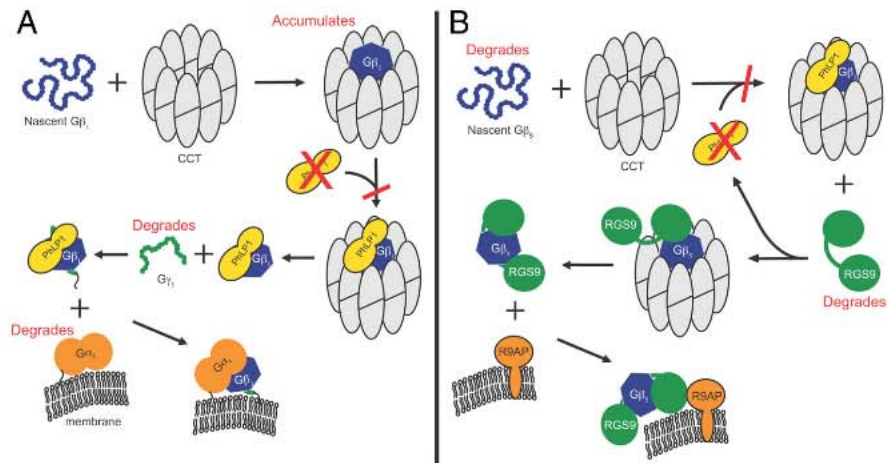 A
Accumulates
Nascent Gβ₁
+
CCT
Gβ₁
PhLP1
PhLP1
Gβ₁
Degrades
Gγ₁
+
PhLP1
Gβ₁
PhLP1
Gβ
+
Degrades
Gα₁
membrane
Gα₁
Gβ₁
B
Degrades
Nascent Gβ₅
+
CCT
PhLP1
Gβ
PhLP1
+
RGS9
Degrades
RGS9
Gβ₅
Gβ₅
RGS9
+
R9AP
Gβ₅
RGS9
R9AP